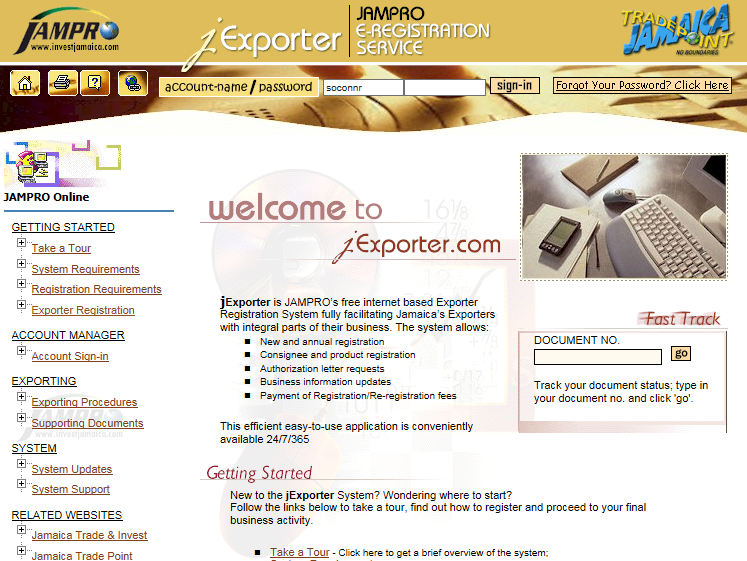 JAMPRO
www.investjamaica.com
jExporter
JAMPRO
E-REGISTRATION
SERVICE
TRADE POINT
JAMAICA
NO BOUNDARIES
account-name / password
soconnr
sign-in
Forgot Your Password? Click Here
JAMPRO Online
GETTING STARTED
Take a Tour
System Requirements
Registration Requirements
Exporter Registration
ACCOUNT MANAGER
Account Sign-in
EXPORTING
Exporting Procedures
Supporting Documents
JAMPRO
www.investjamaica.com
SYSTEM
System Updates
System Support
RELATED WEBSITES
Jamaica Trade & Invest
Jamaica Trade Point
welcome to
jExporter.com
jExporter is JAMPRO's free internet based Exporter
Registration System fully facilitating Jamaica's Exporters
with integral parts of their business. The system allows:
New and annual registration
Consignee and product registration
Authorization letter requests
Business information updates
Payment of Registration/Re-registration fees
This efficient easy-to-use application is conveniently
available 24/7/365
Getting Started
New to the jExporter System? Wondering where to start?
Follow the links below to take a tour, find out how to register and proceed to your final
business activity.
Take a Tour - Click here to get a brief overview of the system;
Fast Track
DOCUMENT NO.
go
Track your document status; type in
your document no. and click 'go'.